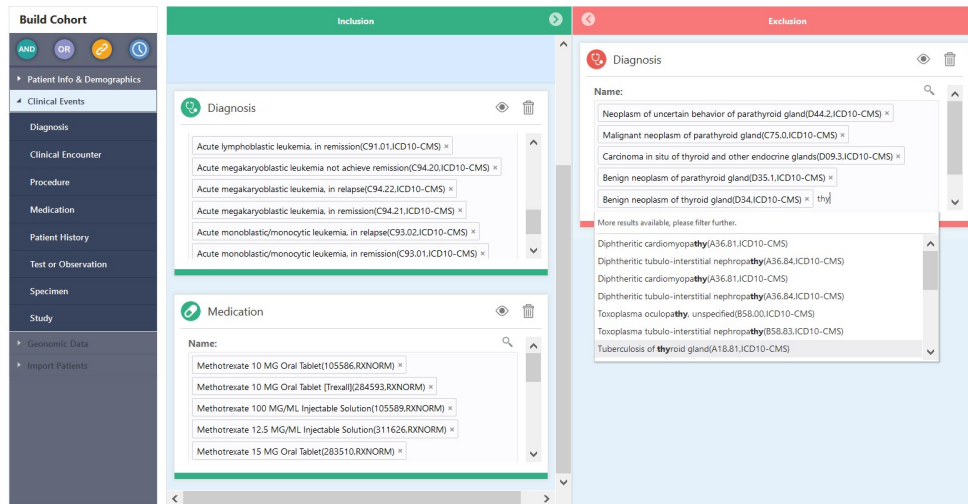 Build Cohort
AND
OR
Patient Info & Demographics
Clinical Events
Diagnosis
Clinical Encounter
Procedure
Medication
Patient History
Test or Observation
Specimen
Study
Geonomic Data
Import Patients
Inclusion
Diagnosis
Acute lymphoblastic leukemia, in remission(C91.01,ICD10-CMS) ×
Acute megakaryoblastic leukemia not achieve remission(C94.20,ICD10-CMS) ×
Acute megakaryoblastic leukemia, in relapse(C94.22,ICD10-CMS) ×
Acute megakaryoblastic leukemia, in remission(C94.21,ICD10-CMS) ×
Acute monoblastic/monocytic leukemia, in relapse(C93.02,ICD10-CMS) ×
Acute monoblastic/monocytic leukemia, in remission(C93.01,ICD10-CMS) ×
Medication
Name:
Methotrexate 10 MG Oral Tablet(105586,RXNORM) ×
Methotrexate 10 MG Oral Tablet [Trexall](284593,RXNORM) ×
Methotrexate 100 MG/ML Injectable Solution(105589,RXNORM) ×
Methotrexate 12.5 MG/ML Injectable Solution(311626,RXNORM) ×
Methotrexate 15 MG Oral Tablet(283510,RXNORM) ×
Exclusion
Diagnosis
Name:
Neoplasm of uncertain behavior of parathyroid gland(D44.2,ICD10-CMS) ×
Malignant neoplasm of parathyroid gland(C75.0,ICD10-CMS) ×
Carcinoma in situ of thyroid and other endocrine glands(D09.3,ICD10-CMS) ×
Benign neoplasm of parathyroid gland(D35.1,ICD10-CMS) ×
Benign neoplasm of thyroid gland(D34,ICD10-CMS) × thy
More results available, please filter further.
Diphtheritic cardiomyopathy(A36.81,ICD10-CMS)
Diphtheritic tubulo-interstitial nephropathy(A36.84,ICD10-CMS)
Diphtheritic cardiomyopathy(A36.81,ICD10-CMS)
Diphtheritic tubulo-interstitial nephropathy(A36.84,ICD10-CMS)
Toxoplasma oculopathy, unspecified(B58.00,ICD10-CMS)
Toxoplasma tubulo-interstitial nephropathy(B58.83,ICD10-CMS)
Tuberculosis of thyroid gland(A18.81,ICD10-CMS)